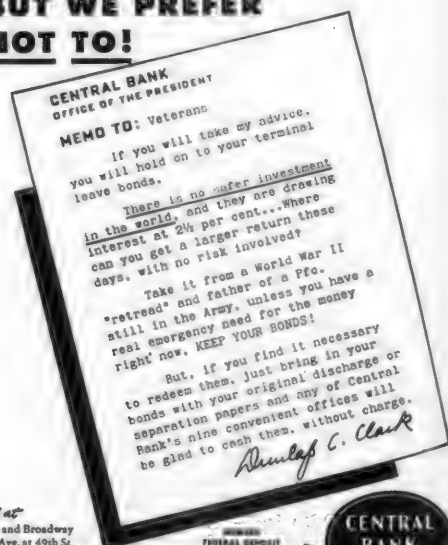 BUT WE PREFER
NOT TO!
CENTRAL BANK
OFFICE OF THE PRESIDENT
MEMO TO: Veterans
If you will take my advice,
you will hold on to your terminal
leave bonds.
There is no safer investment
in the world, and they are drawing
interest at 2½ per cent...Where
can you get a larger return these
days, with no risk involved?
Take it from a World War II
"retread" and father of a Pfc.
still in the Army, unless you have a
real emergency need for the money
right now, KEEP YOUR BONDS!
But, if you find it necessary
to redeem them, just bring in your
bonds with your original discharge or
separation papers and any of Central
Bank's nine convenient offices will
be glad to cash them, without charge.
Dunlap C. Clark
at
and Broadway
Ave. at 49th St.
FEDERAL DEPOSIT
CENTRAL
BANK